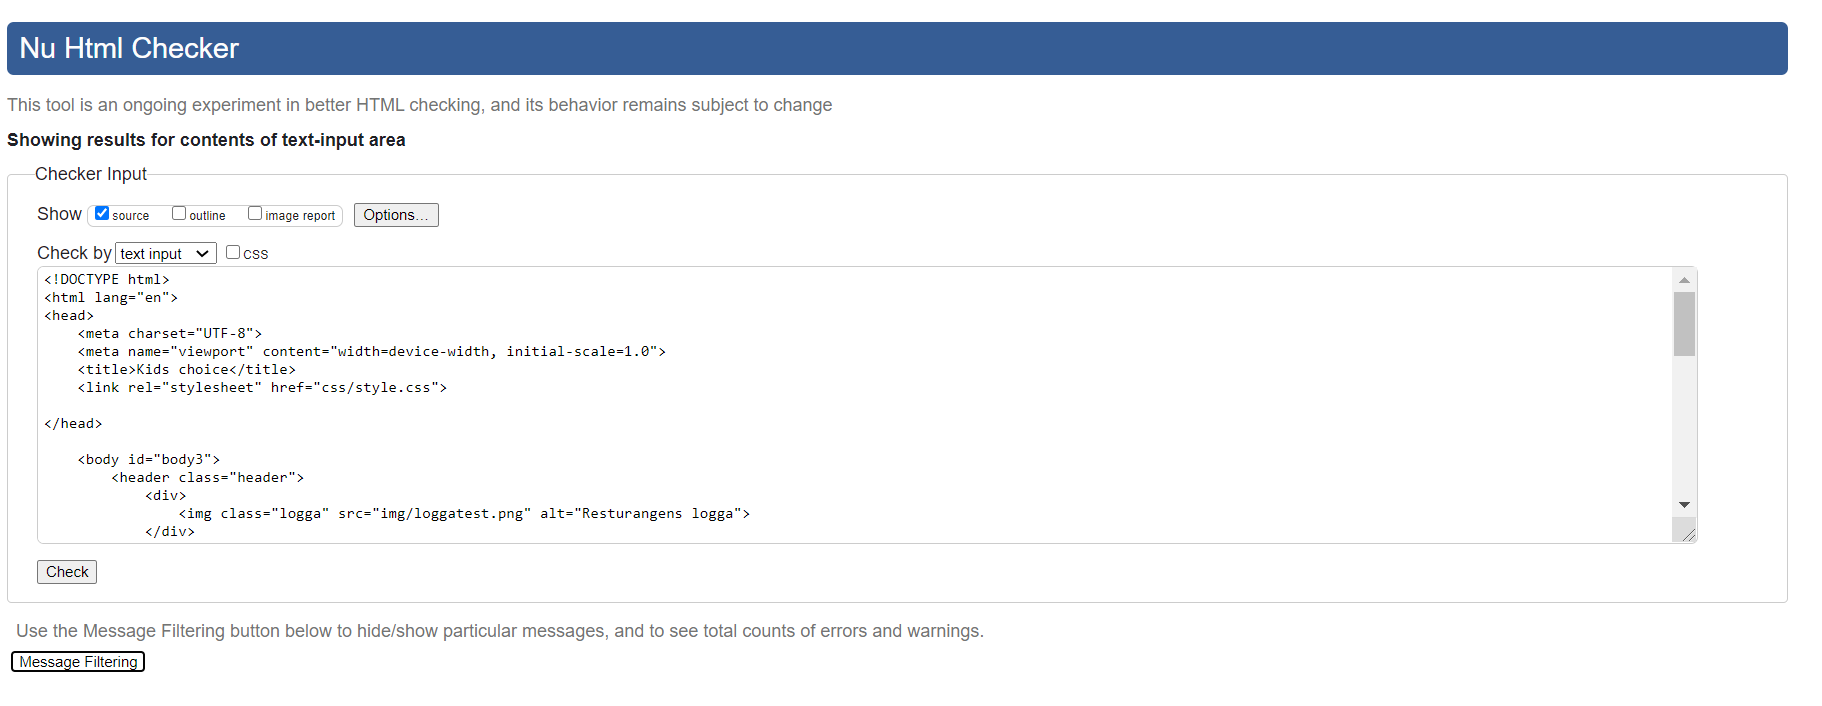 Nu Html Checker
This tool is an ongoing experiment in better HTML checking, and its behavior remains subject to change
Showing results for contents of text-input area
Checker Input
Show source outline image report Options...
Check by text input css
<!DOCTYPE html>
<html lang="en">
<head>
    <meta charset="UTF-8">
    <meta name="viewport" content="width=device-width, initial-scale=1.0">
    <title>Kids choice</title>
    <link rel="stylesheet" href="css/style.css">
</head>
    <body id="body3">
        <header class="header">
            <div>
                <img class="logga" src="img/loggatest.png" alt="Resturangens logga">
            </div>
Check
Use the Message Filtering button below to hide/show particular messages, and to see total counts of errors and warnings.
Message Filtering